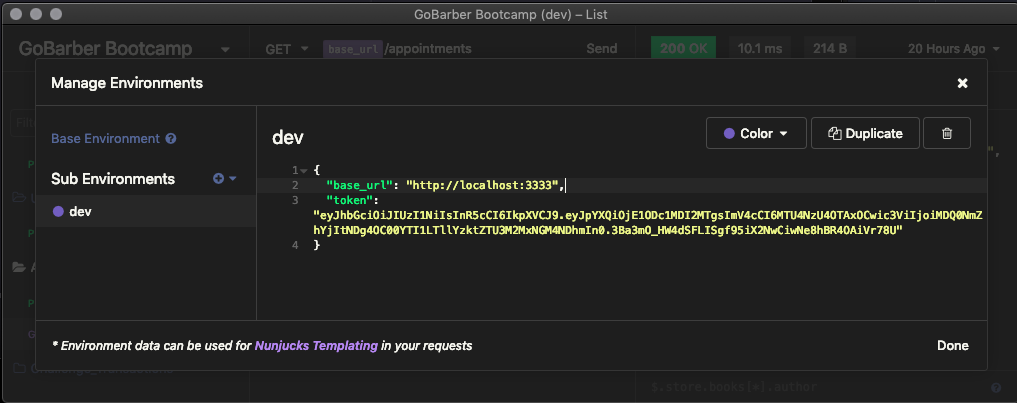 GoBarber Bootcamp (dev) – List
GoBarber Bootcamp
GET base_url/appointments Send
200 OK 10.1 ms 214 B 20 Hours Ago
Manage Environments
Base Environment
Sub Environments
dev
dev
Color Duplicate
1 {
2 "base_url": "http://localhost:3333",
3 "token":
"eyJhbGciOiJIUzI1NiIsInR5cCI6IkpXVCJ9.eyJpYXQiOjE1ODc1MDI2MTgsImV4cCI6MTU4NzU4OTAxOCwic3ViIjoiMDQ0NmZ
hYjItNDg4OC00YTI1LTllYzktZTU3M2MxNGM4NDhmIn0.3Ba3mO_HW4dSFLISgf95iX2NwCiwNe8hBR4OAiVr78U"
4 }
* Environment data can be used for Nunjucks Templating in your requests
Done
$.store.books[*].author